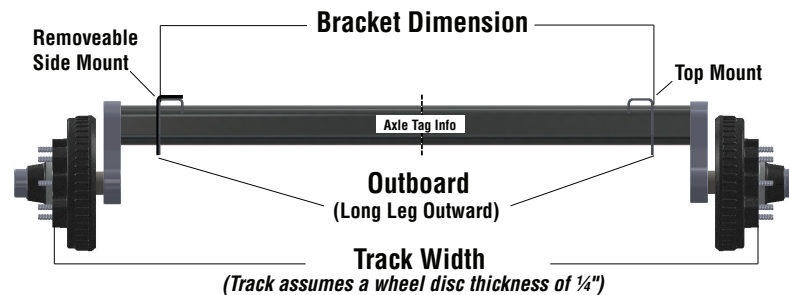 Bracket Dimension
Removeable
Side Mount
Top Mount
Axle Tag Info
Outboard
(Long Leg Outward)
Track Width
(Track assumes a wheel disc thickness of ¼")